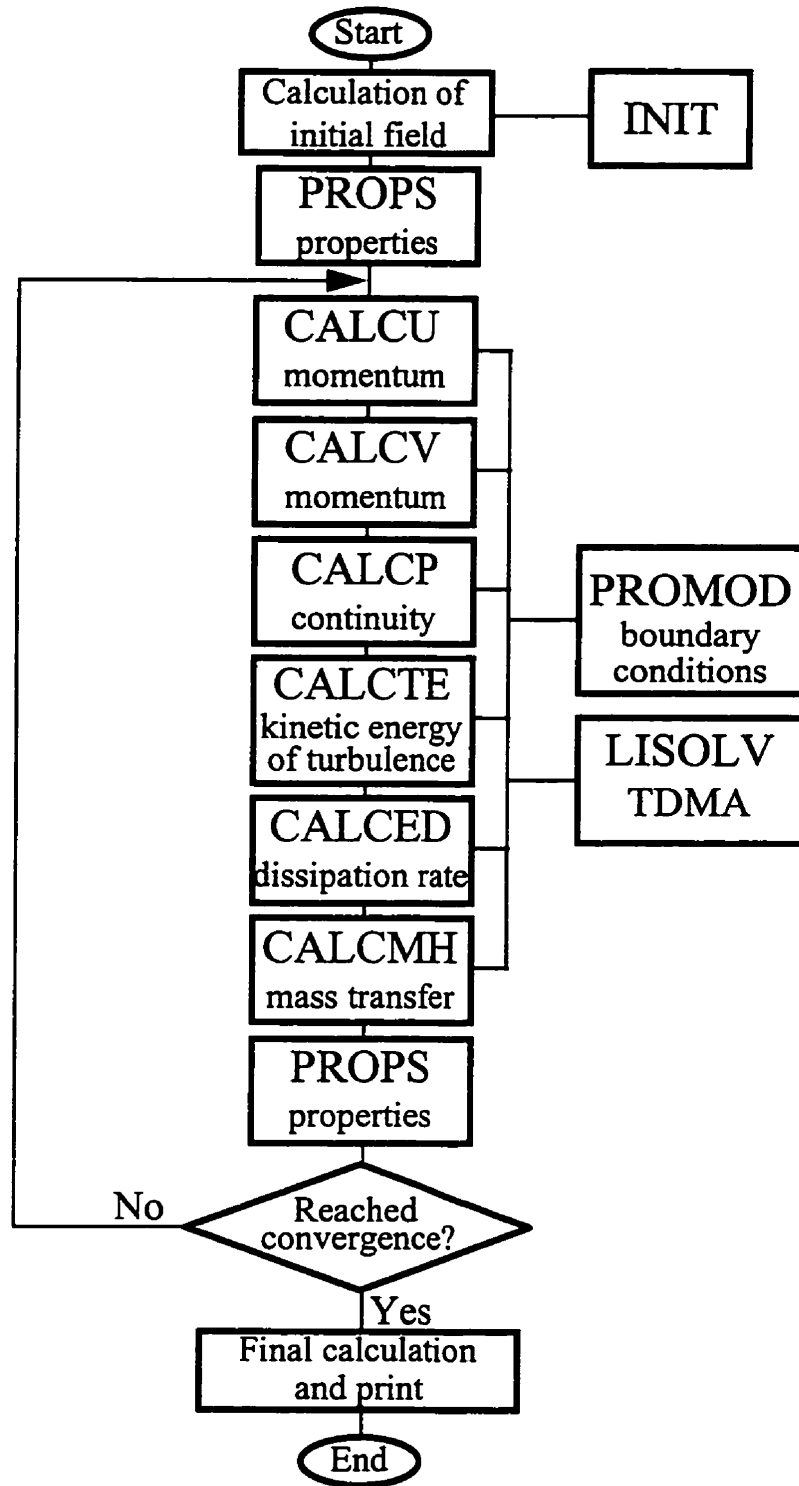 Start
Calculation of
initial field
INIT
PROPS
properties
CALCU
momentum
CALCV
momentum
CALCP
continuity
PROMOD
boundary
conditions
CALCTE
kinetic energy
of turbulence
LISOLV
TDMA
CALCED
dissipation rate
CALCMH
mass transfer
PROPS
properties
No
Reached
convergence?
Yes
Final calculation
and print
End